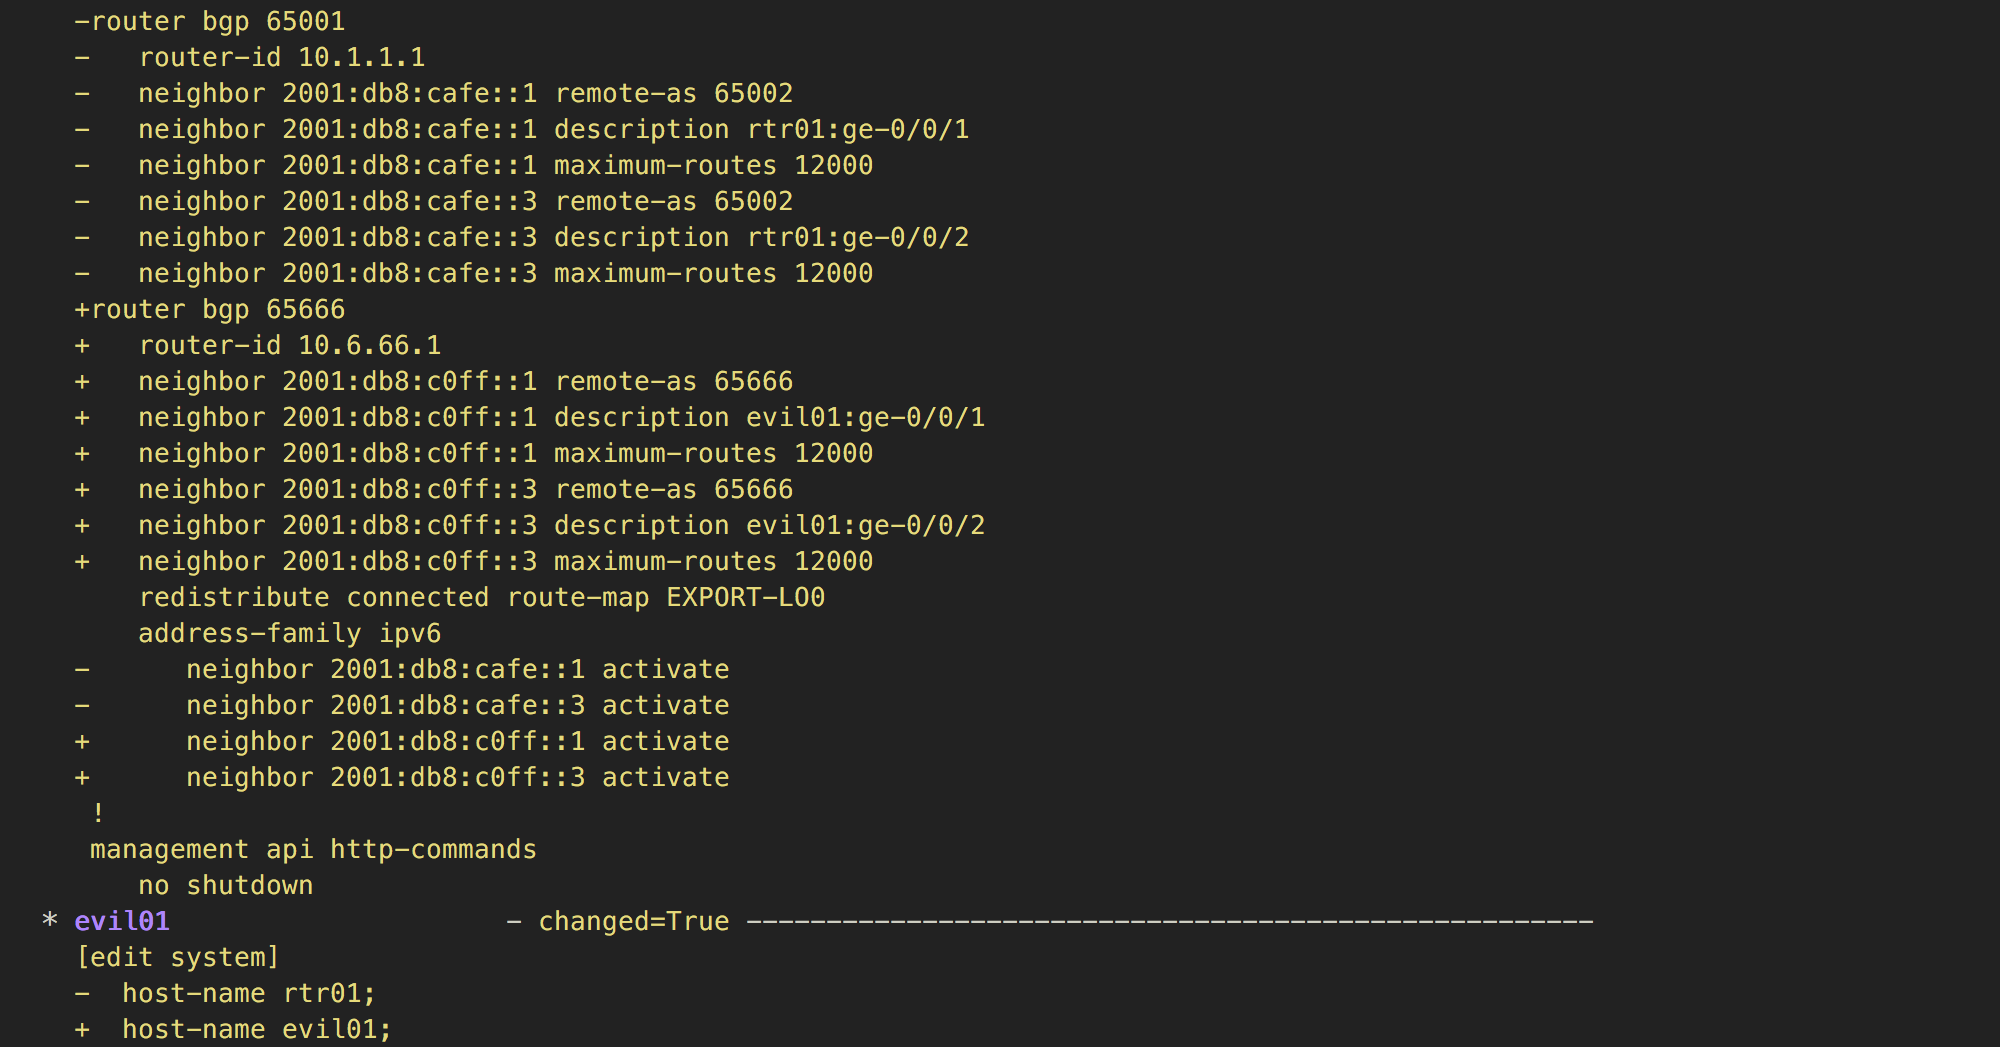 -router bgp 65001
-   router-id 10.1.1.1
-   neighbor 2001:db8:cafe::1 remote-as 65002
-   neighbor 2001:db8:cafe::1 description rtr01:ge-0/0/1
-   neighbor 2001:db8:cafe::1 maximum-routes 12000
-   neighbor 2001:db8:cafe::3 remote-as 65002
-   neighbor 2001:db8:cafe::3 description rtr01:ge-0/0/2
-   neighbor 2001:db8:cafe::3 maximum-routes 12000
+router bgp 65666
+   router-id 10.6.66.1
+   neighbor 2001:db8:c0ff::1 remote-as 65666
+   neighbor 2001:db8:c0ff::1 description evil01:ge-0/0/1
+   neighbor 2001:db8:c0ff::1 maximum-routes 12000
+   neighbor 2001:db8:c0ff::3 remote-as 65666
+   neighbor 2001:db8:c0ff::3 description evil01:ge-0/0/2
+   neighbor 2001:db8:c0ff::3 maximum-routes 12000
    redistribute connected route-map EXPORT-LO0
    address-family ipv6
-      neighbor 2001:db8:cafe::1 activate
-      neighbor 2001:db8:cafe::3 activate
+      neighbor 2001:db8:c0ff::1 activate
+      neighbor 2001:db8:c0ff::3 activate
 !
 management api http-commands
    no shutdown
* evil01                     - changed=True -----------------------------------------------------
[edit system]
-  host-name rtr01;
+  host-name evil01;